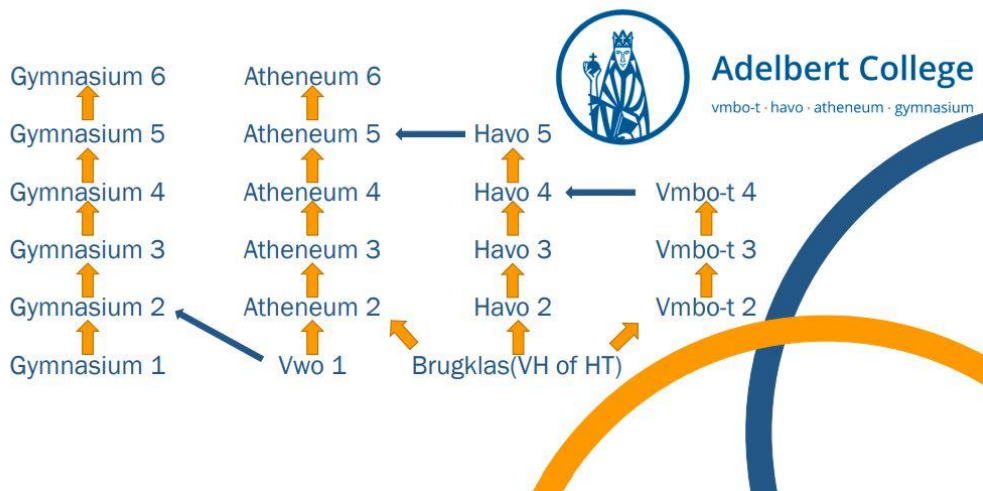 Adelbert College
vmbo-t · havo · atheneum · gymnasium
Gymnasium 6 Atheneum 6
Gymnasium 5 Atheneum 5 Havo 5
Gymnasium 4 Atheneum 4 Havo 4 Vmbo-t 4
Gymnasium 3 Atheneum 3 Havo 3 Vmbo-t 3
Gymnasium 2 Atheneum 2 Havo 2 Vmbo-t 2
Gymnasium 1 Vwo 1 Brugklas(VH of HT)